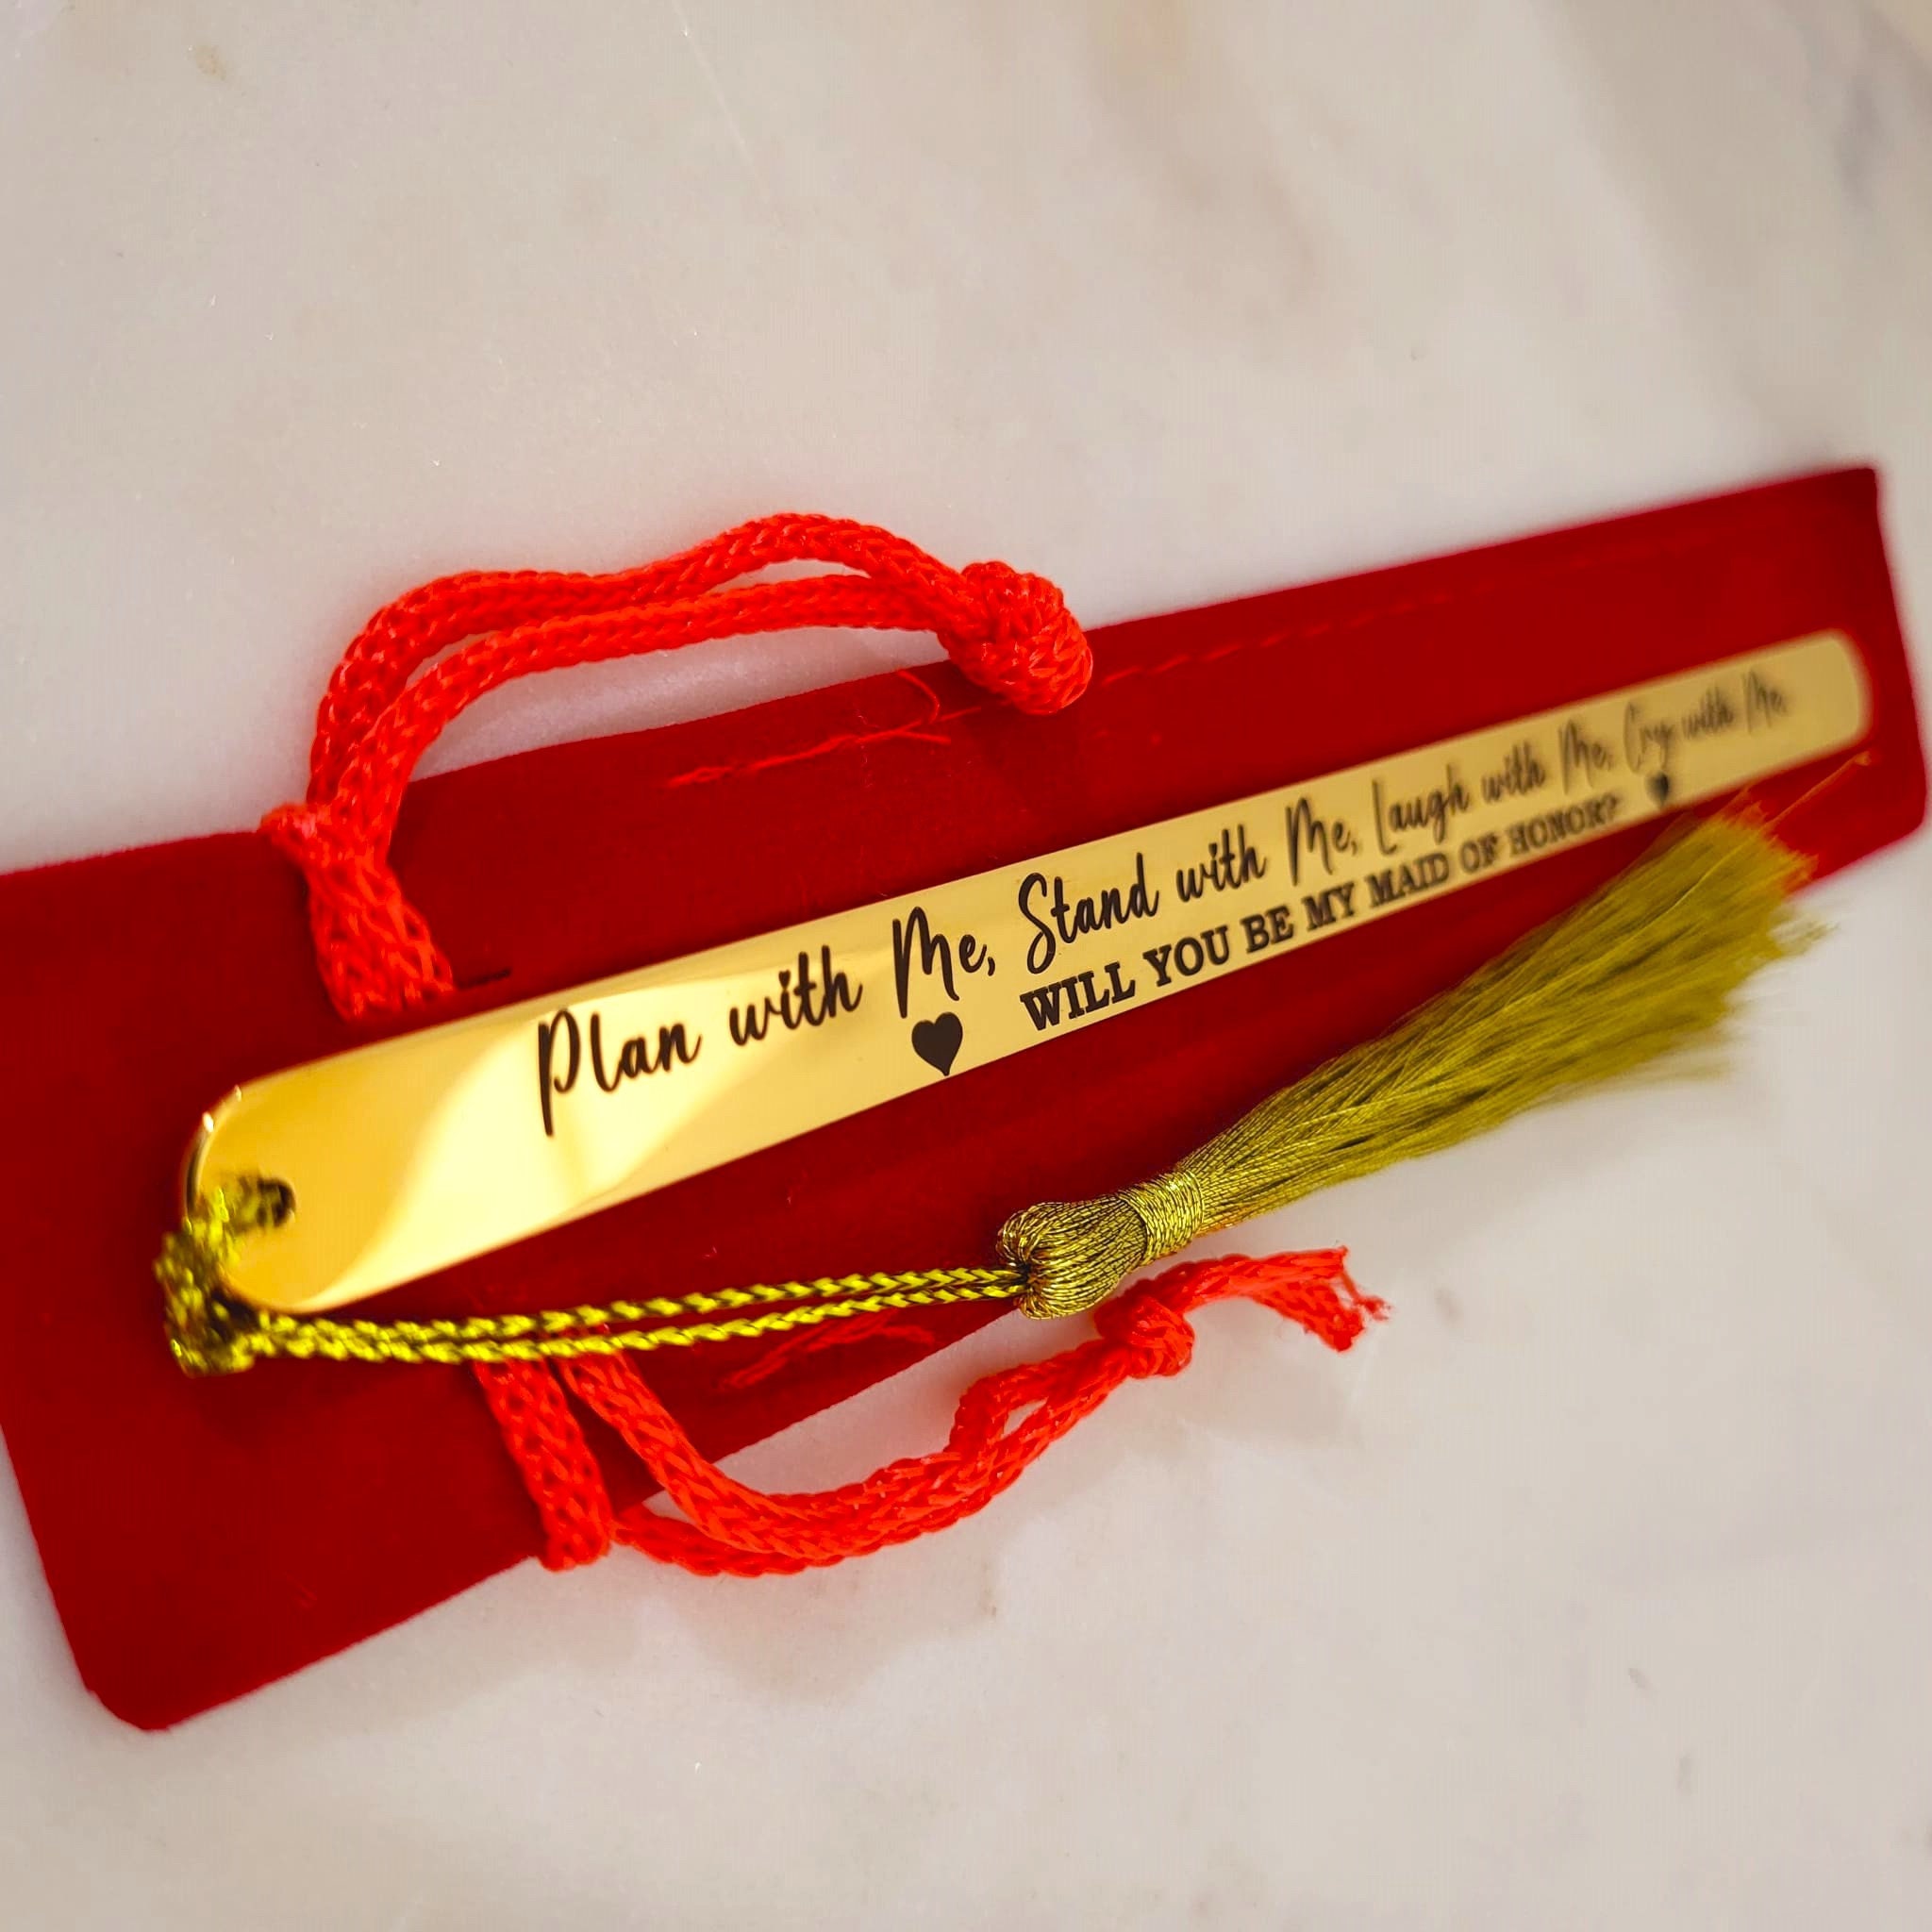 Plan with Me, Stand with Me, Laugh with Me, Cry with Me,
WILL YOU BE MY MAID OF HONOR?